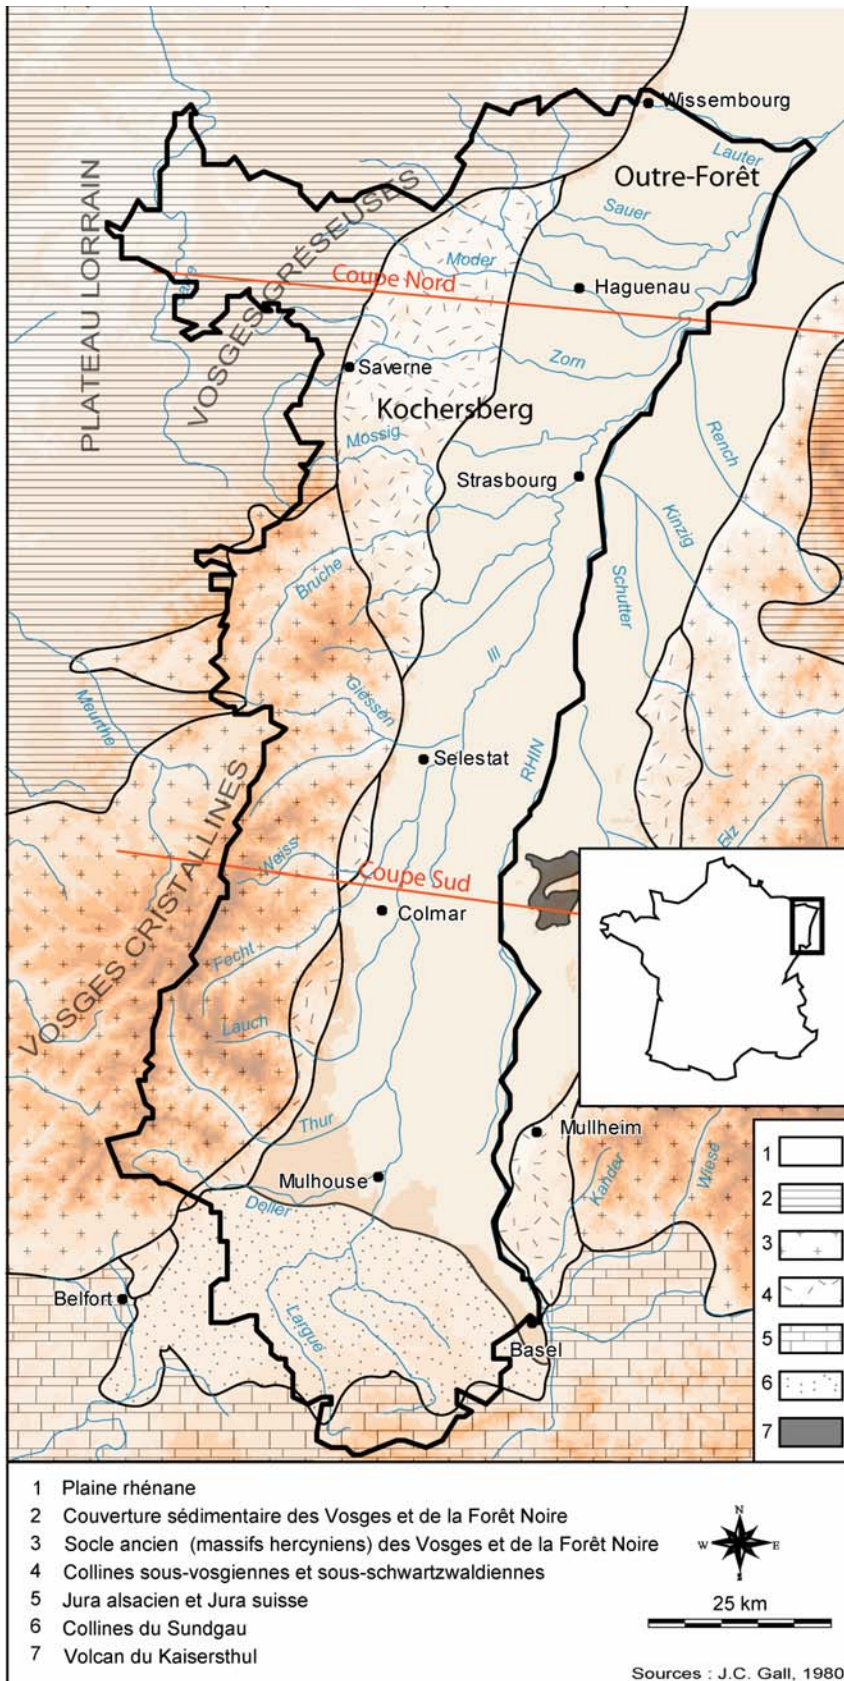 Wissembourg
Lauter
Outre-Forêt
Sauer
PLATEAU LORRAIN
VOSGES GRÉSEUSES
Moder
Coupe Nord
Haguenau
Zorn
Saverne
Kochersberg
Mossig
Rench
Strasbourg
Kinzig
Bruche
Schutter
Ill
Meurthe
Giessen
Selestat
RHIN
VOSGES CRISTALLINES
Elz
Weiss
Coupe Sud
Colmar
Fecht
Lauch
Thur
Mullheim
Kander
Wiese
Mulhouse
Doller
Belfort
Largue
Basel
1
2
3
4
5
6
7
1 Plaine rhénane
2 Couverture sédimentaire des Vosges et de la Forêt Noire
3 Socle ancien (massifs hercyniens) des Vosges et de la Forêt Noire
4 Collines sous-vosgiennes et sous-schwartzwaldiennes
5 Jura alsacien et Jura suisse
6 Collines du Sundgau
7 Volcan du Kaisersthul
N
W E
S
25 km
Sources : J.C. Gall, 1980